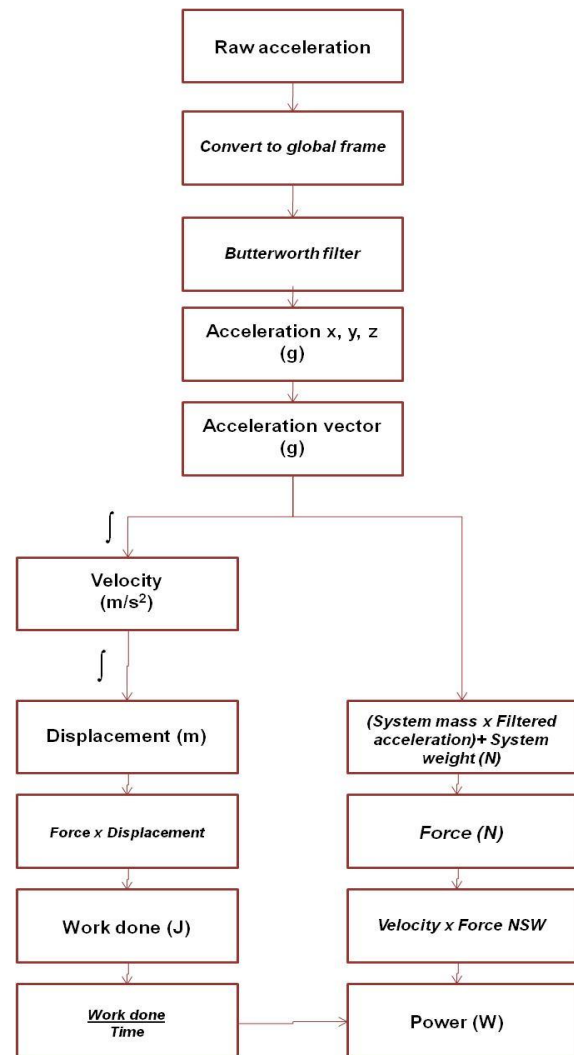 Raw acceleration
Convert to global frame
Butterworth filter
Acceleration x, y, z
(g)
Acceleration vector
(g)
∫
Velocity
(m/s²)
∫
Displacement (m)
Force x Displacement
Work done (J)
Work done
Time
(System mass x Filtered
acceleration)+ System
weight (N)
Force (N)
Velocity x Force NSW
Power (W)